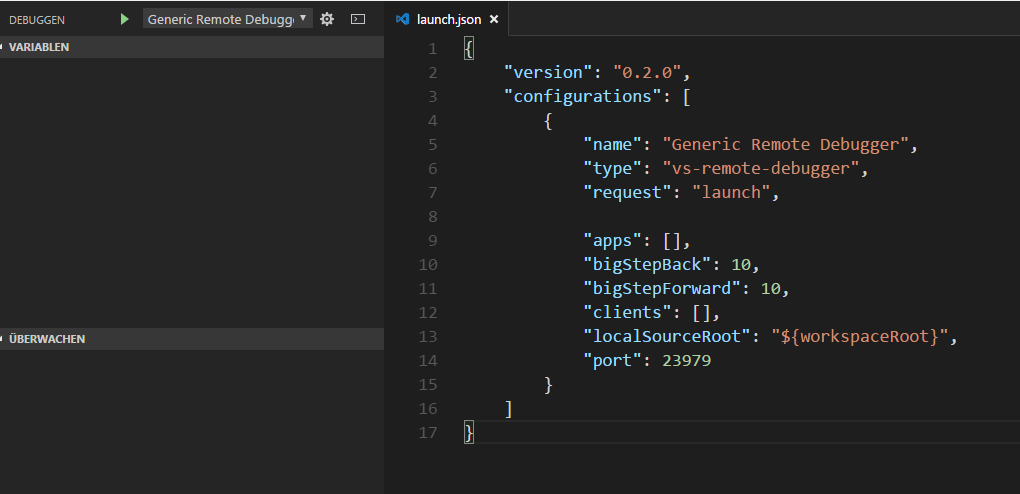 DEBUGGEN Generic Remote Debugg
VARIABLEN
ÜBERWACHEN
launch.json ×
1 {
2 "version": "0.2.0",
3 "configurations": [
4 {
5 "name": "Generic Remote Debugger",
6 "type": "vs-remote-debugger",
7 "request": "launch",
8
9 "apps": [],
10 "bigStepBack": 10,
11 "bigStepForward": 10,
12 "clients": [],
13 "localSourceRoot": "${workspaceRoot}",
14 "port": 23979
15 }
16 ]
17 }